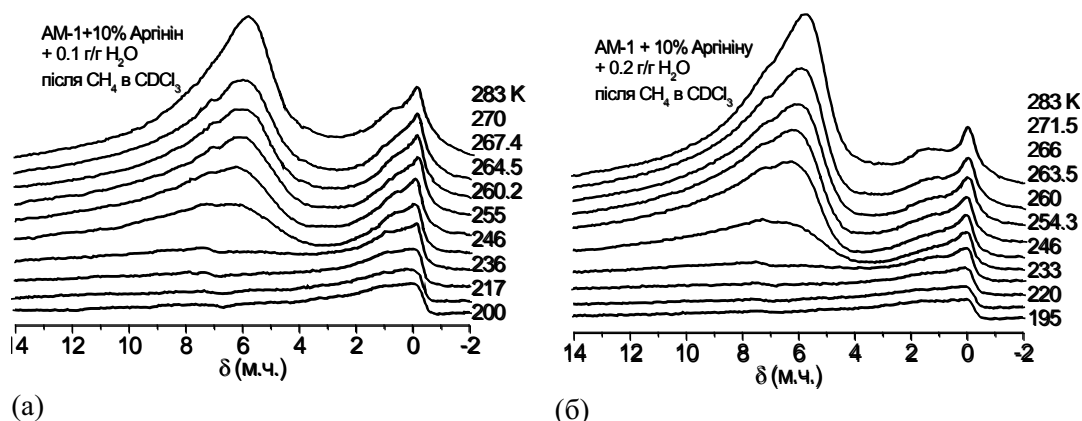 АМ-1+10% Аргінін
+ 0.1 г/г H₂O
після CH₄ в CDCl₃
283 K
270
267.4
264.5
260.2
255
246
236
217
200
14 12 10 8 6 4 2 0 -2
δ (м.ч.)
(а)
АМ-1 + 10% Аргініну
+ 0.2 г/г H₂O
після CH₄ в CDCl₃
283 K
271.5
266
263.5
260
254.3
246
233
220
195
14 12 10 8 6 4 2 0 -2
δ (м.ч.)
(б)